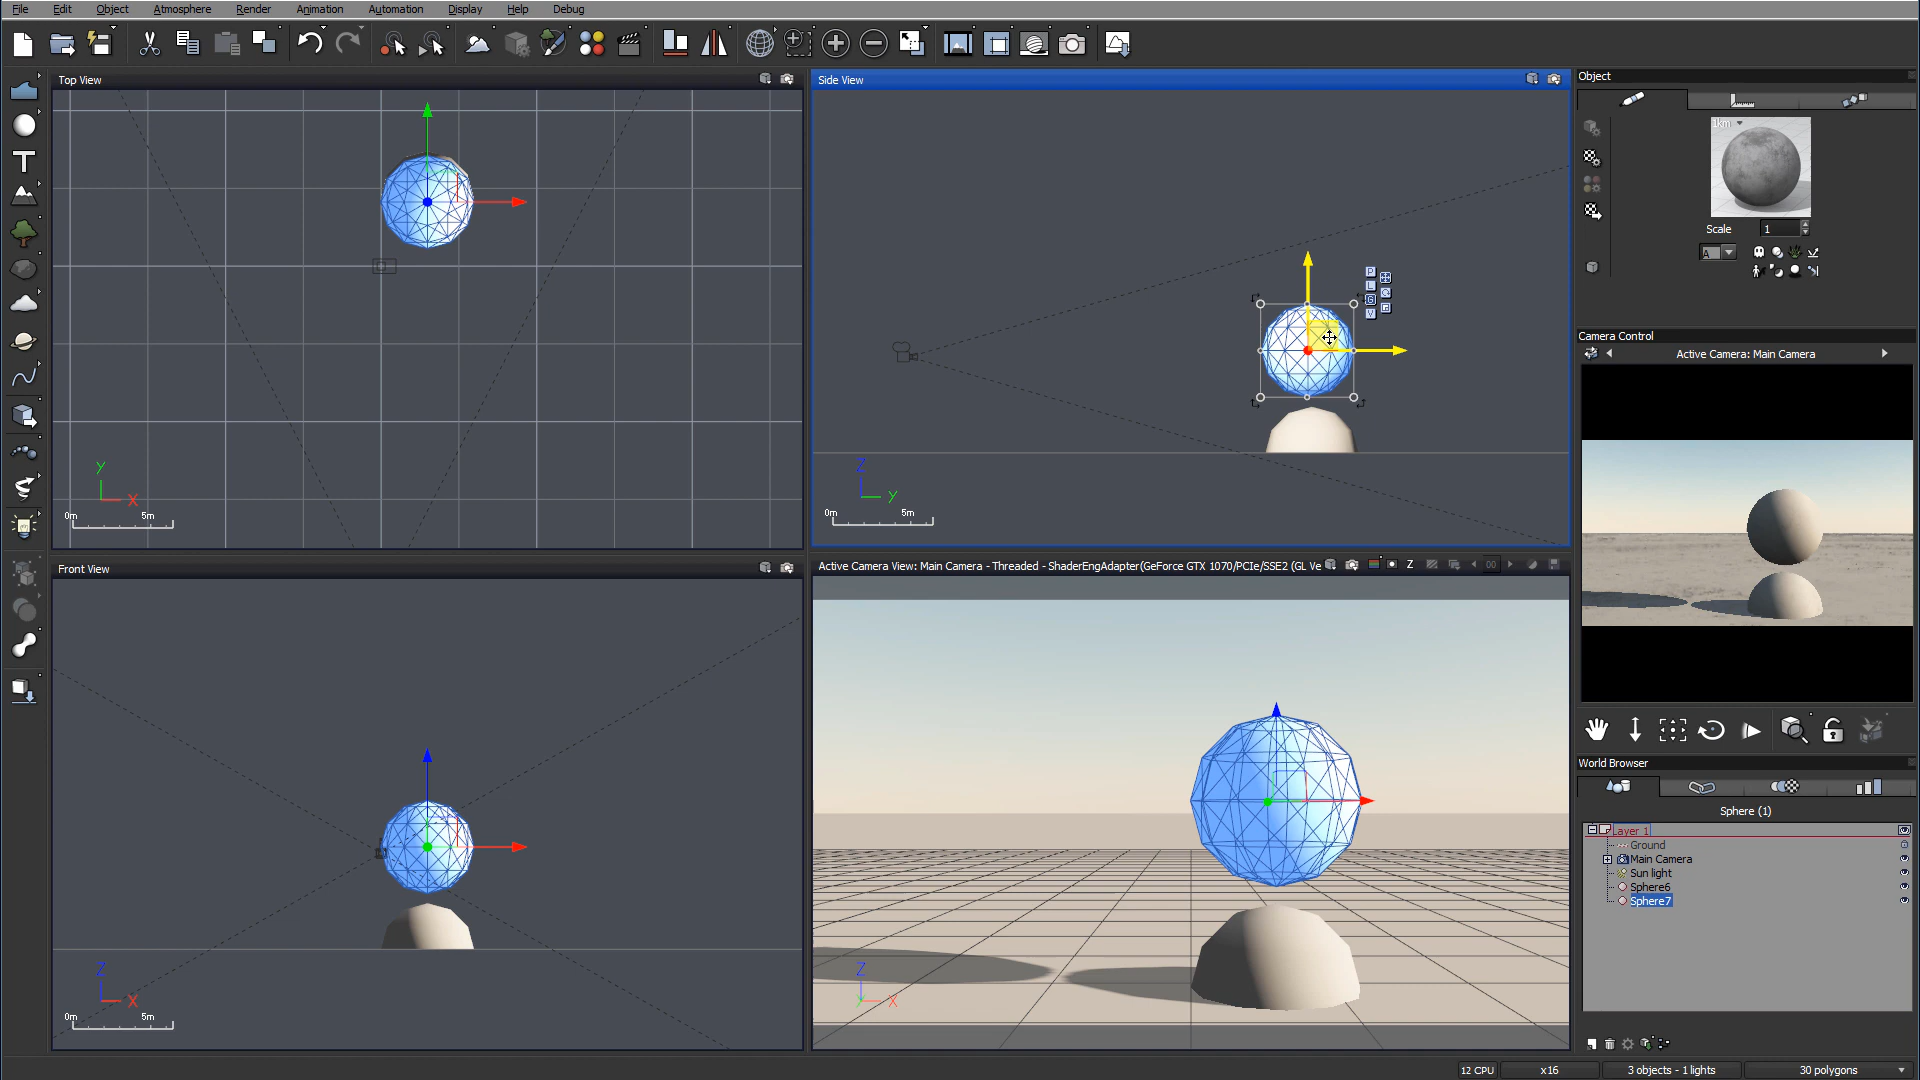 File Edit Object Atmosphere Render Animation Automation Display Help Debug
Top View
Side View
Object
1km
Scale 1
A
P
L
G
V
Y
X
0m 5m
Z
Y
0m 5m
Camera Control
Active Camera: Main Camera
Front View
Active Camera View: Main Camera - Threaded - ShaderEngAdapter(GeForce GTX 1070/PCIe/SSE2 (GL Ve
Z
00
Z
X
0m 5m
Z
Y
X
World Browser
Sphere (1)
Layer 1
Ground
Main Camera
Sun light
Sphere6
Sphere7
12 CPU x16 3 objects - 1 lights 30 polygons